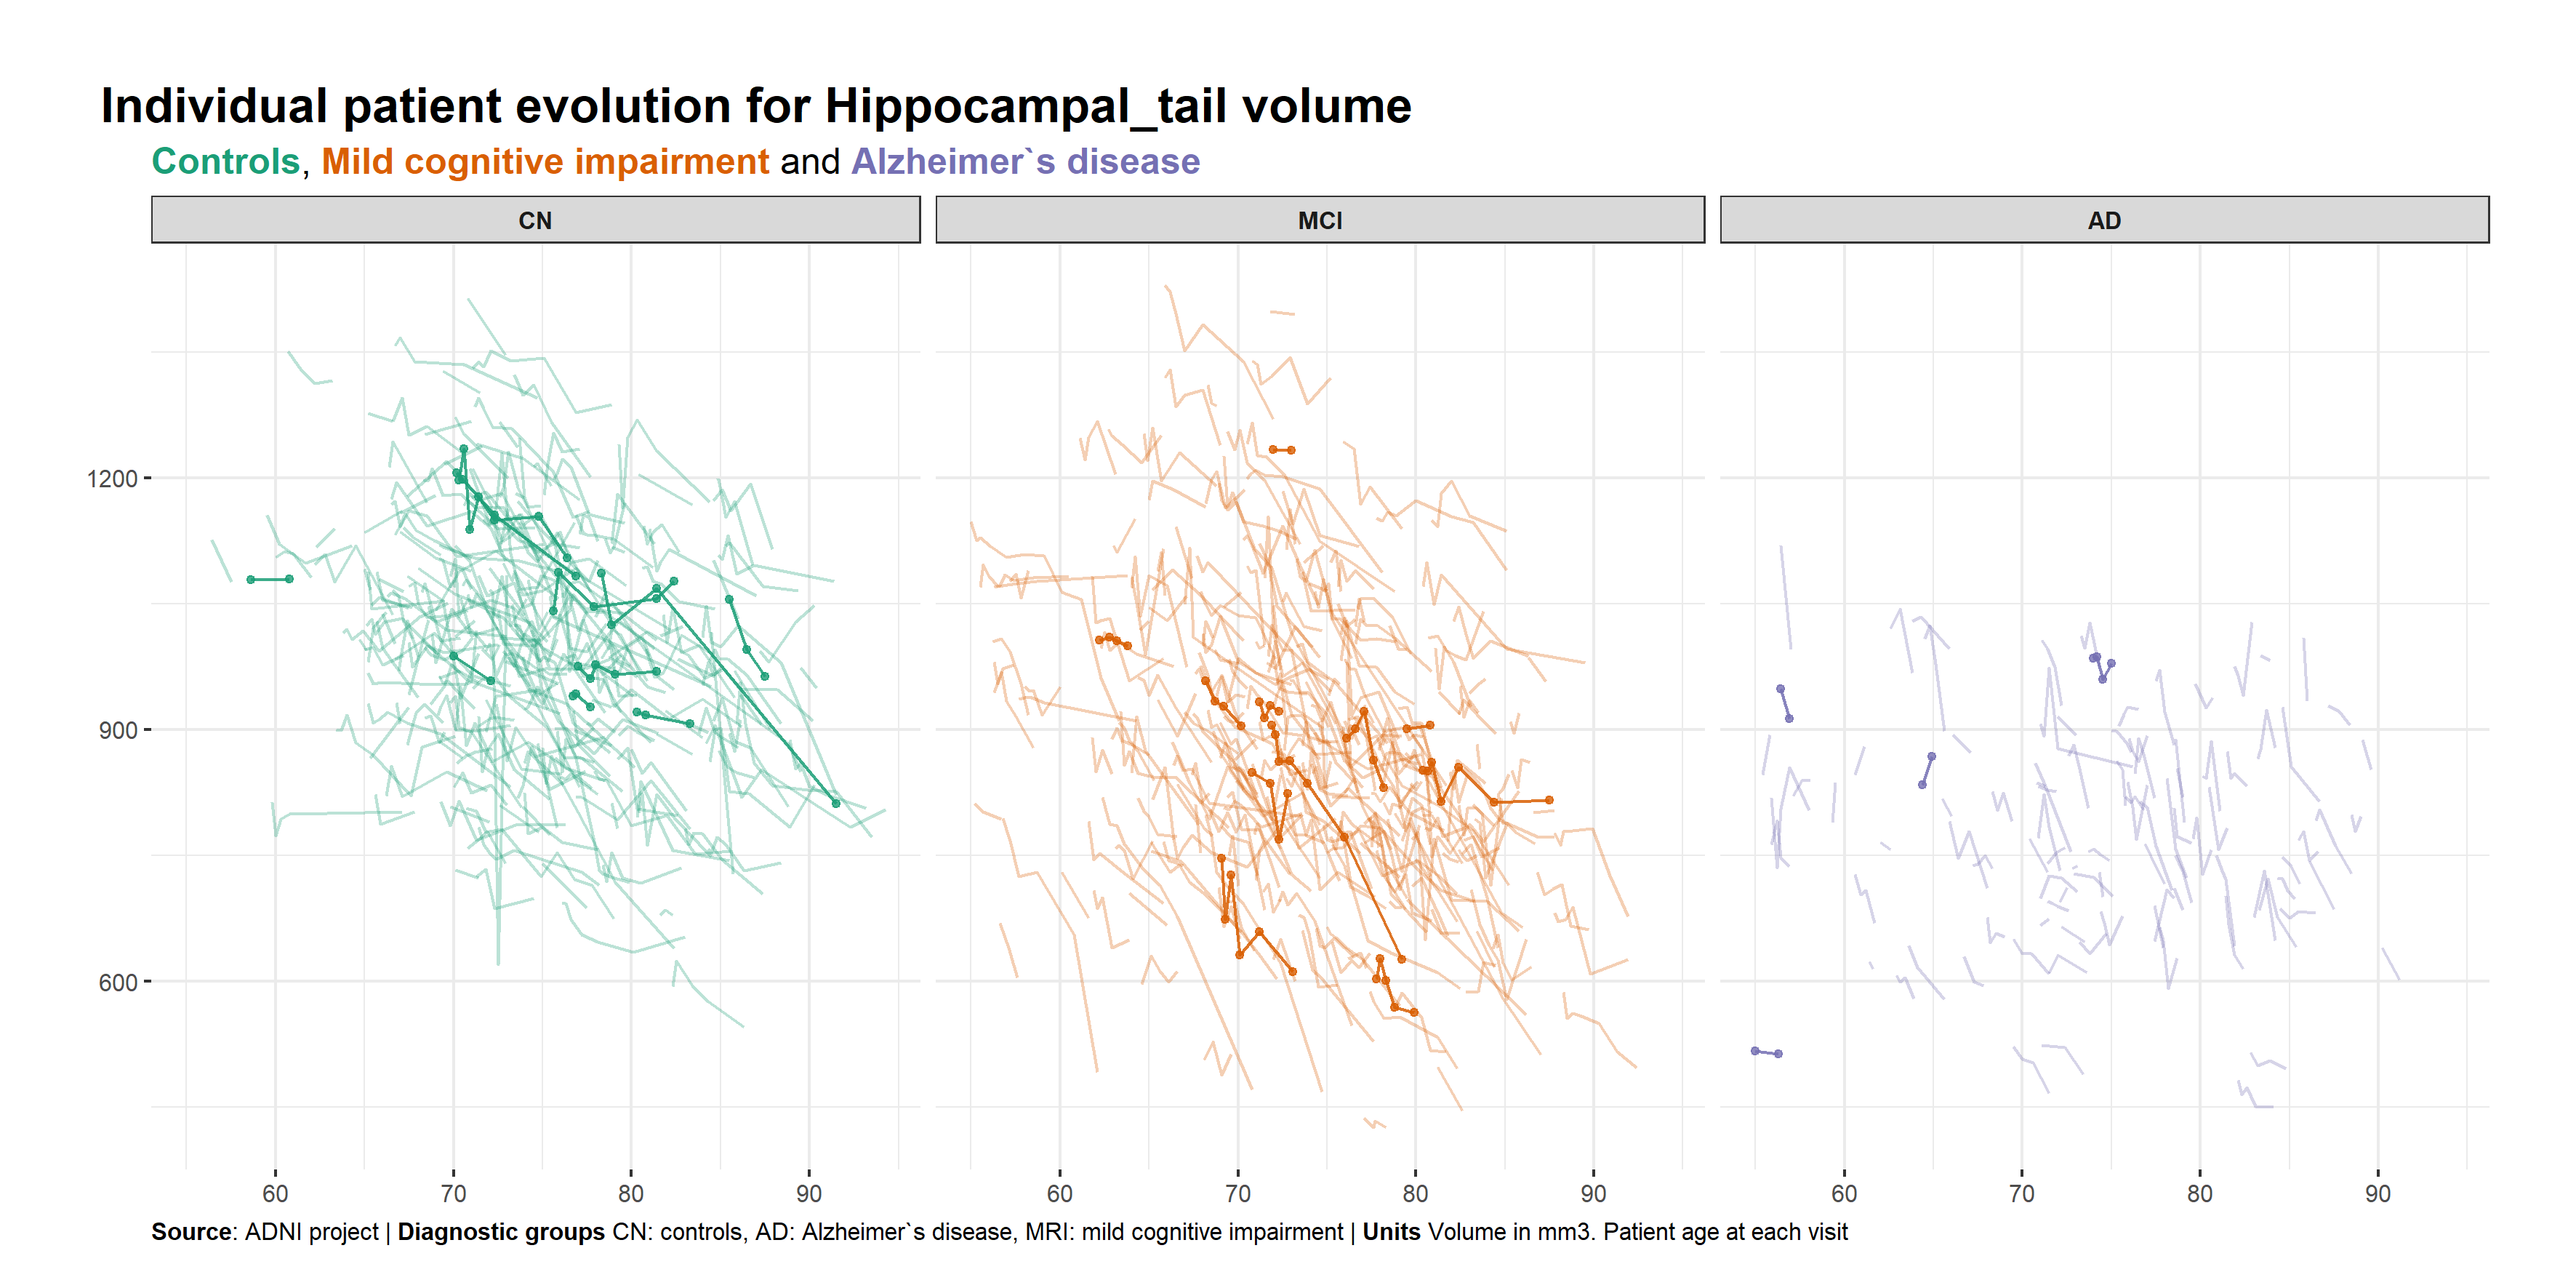 Individual patient evolution for Hippocampal_tail volume
Controls, Mild cognitive impairment and Alzheimer`s disease
CN MCI AD
1200
900
600
60 70 80 90 60 70 80 90 60 70 80 90
Source: ADNI project | Diagnostic groups CN: controls, AD: Alzheimer`s disease, MRI: mild cognitive impairment | Units Volume in mm3. Patient age at each visit